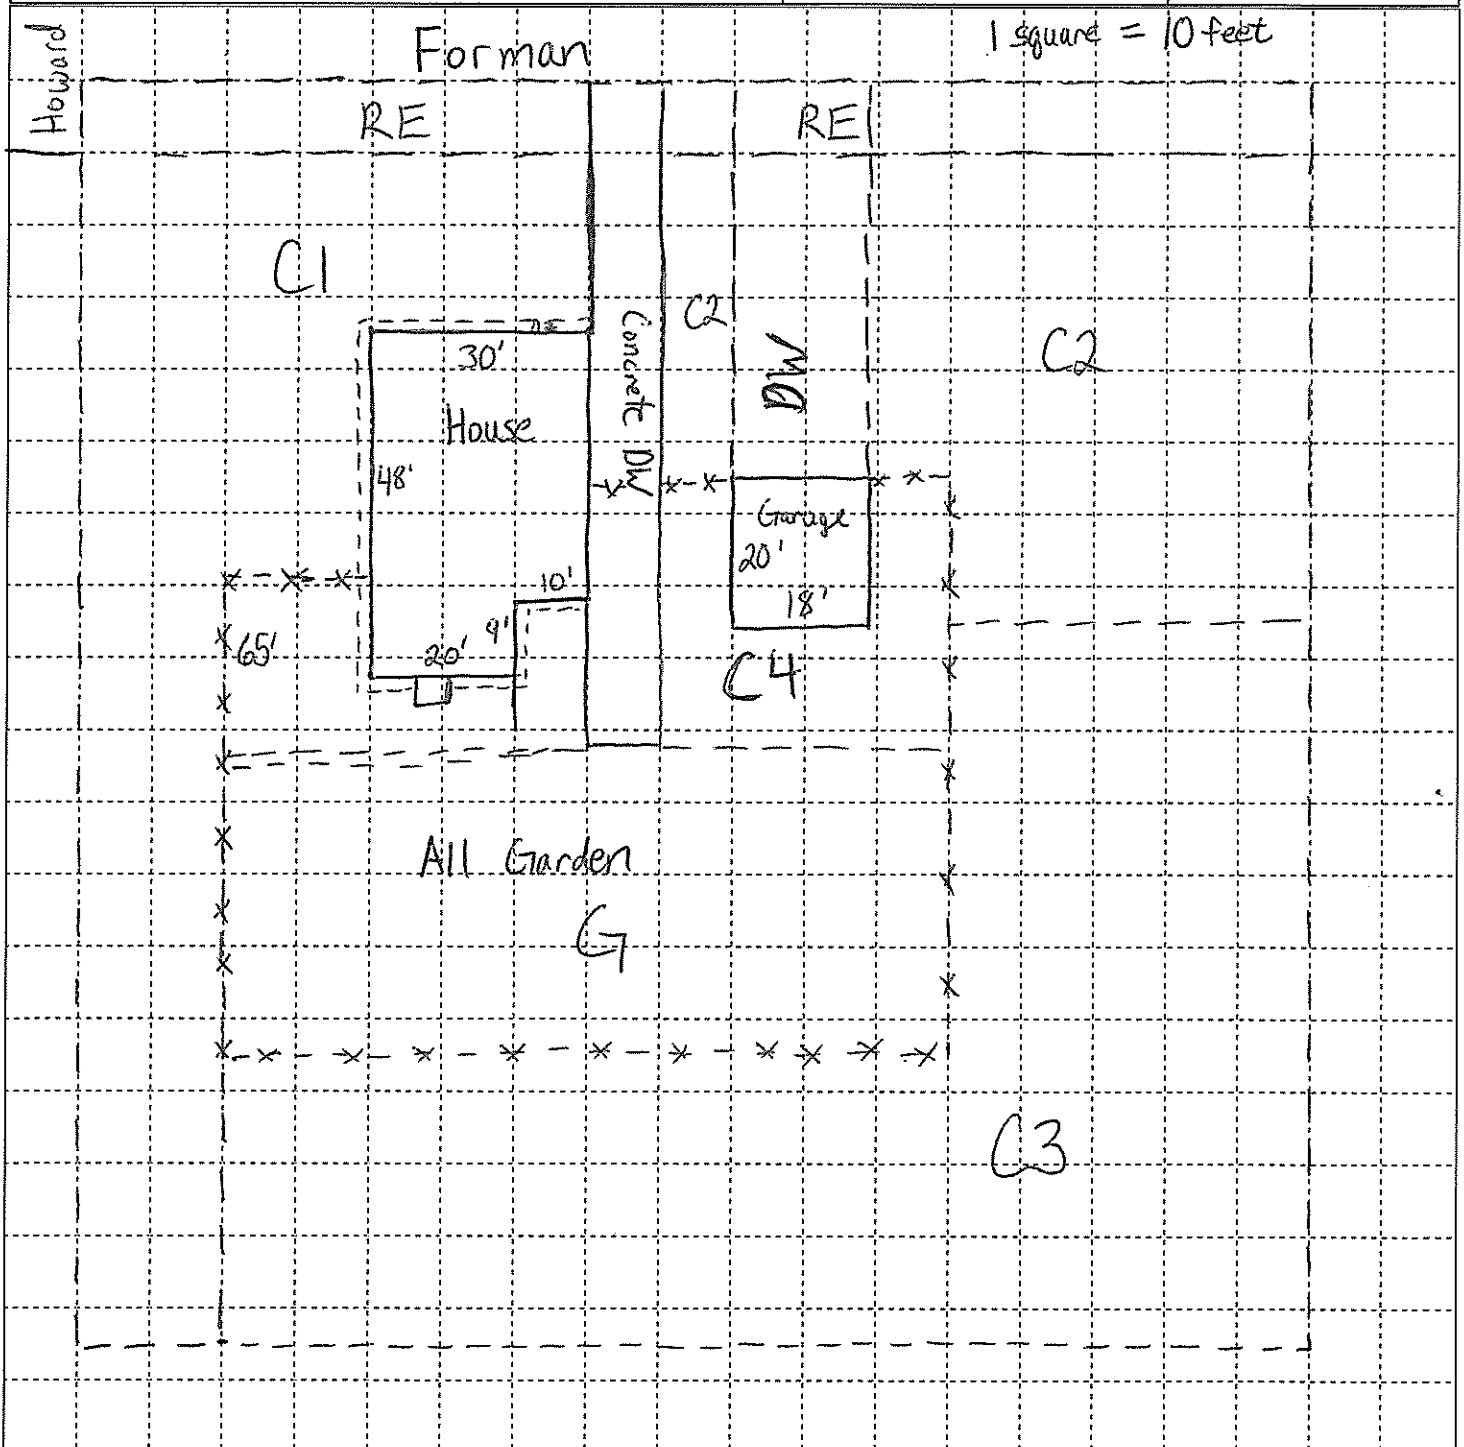 Howard
Forman
1 square = 10 feet
RE
RE
C1
C2
C2
30'
Concrete DW
DW
House
48'
Garage
20'
18'
10'
9'
20'
65'
C4
All Garden
G
C3